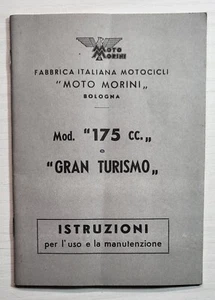 MOTO
MORINI
FABBRICA ITALIANA MOTOCICLI
"MOTO MORINI„
BOLOGNA
Mod. "175 cc.„
e
"GRAN TURISMO„
ISTRUZIONI
per l'uso e la manutenzione